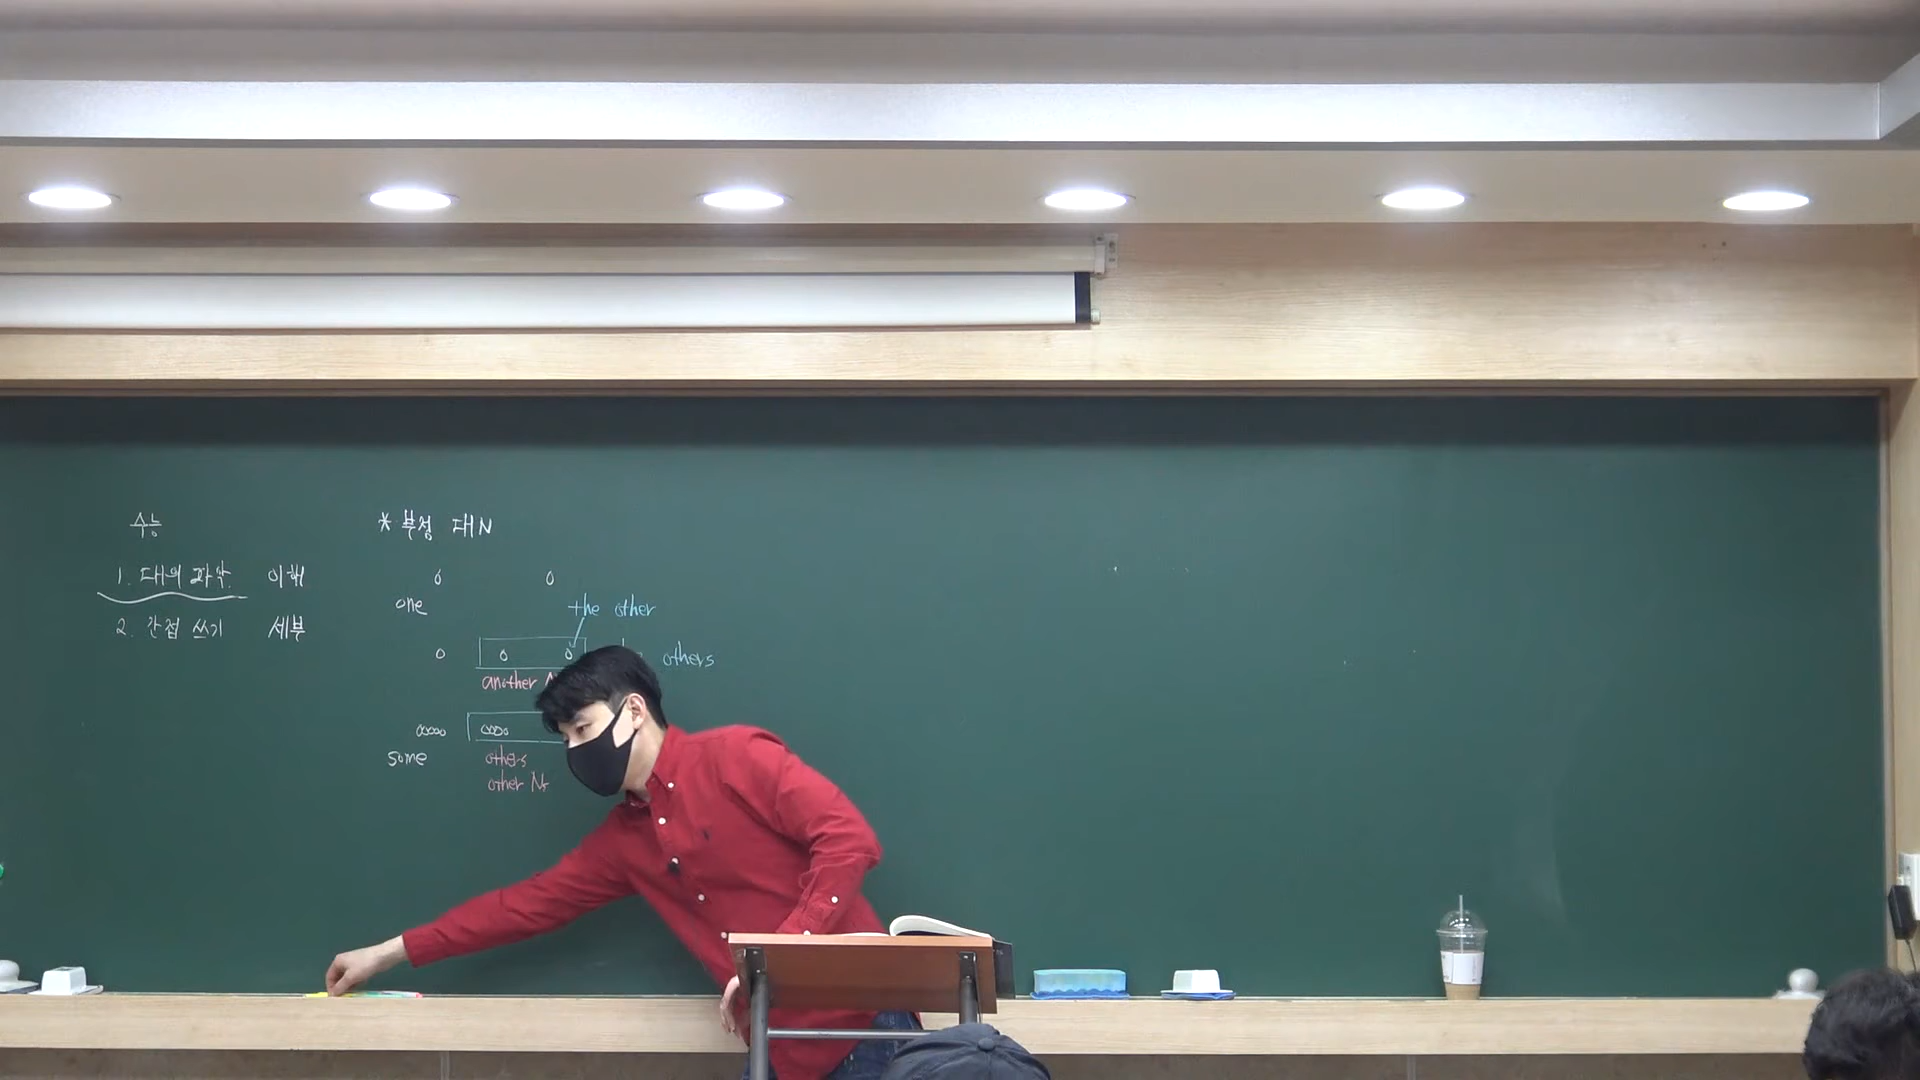 수능
1. 대의 파악 이해
2. 간접 쓰기 세부
* 부정 대N
one
the other
others
another
some
others
other Ns